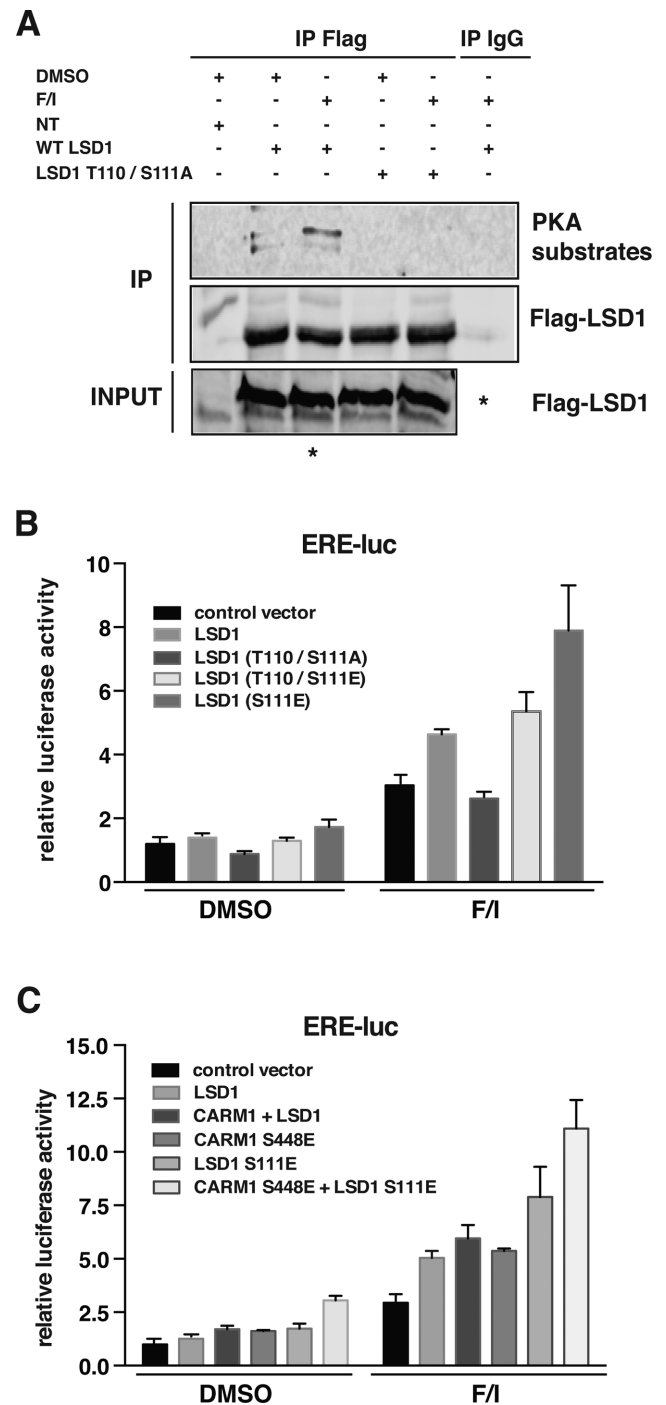 A
IP Flag IP IgG
DMSO + + - + - -
F/I - - + - + +
NT + - - - - -
WT LSD1 - + + - - +
LSD1 T110 / S111A - - - + + -
IP
PKA substrates
Flag-LSD1
INPUT
* Flag-LSD1
*
B
ERE-luc
relative luciferase activity
10
8
6
4
2
0
control vector
LSD1
LSD1 (T110 / S111A)
LSD1 (T110 / S111E)
LSD1 (S111E)
DMSO F/I
C
ERE-luc
relative luciferase activity
15.0
12.5
10.0
7.5
5.0
2.5
0.0
control vector
LSD1
CARM1 + LSD1
CARM1 S448E
LSD1 S111E
CARM1 S448E + LSD1 S111E
DMSO F/I